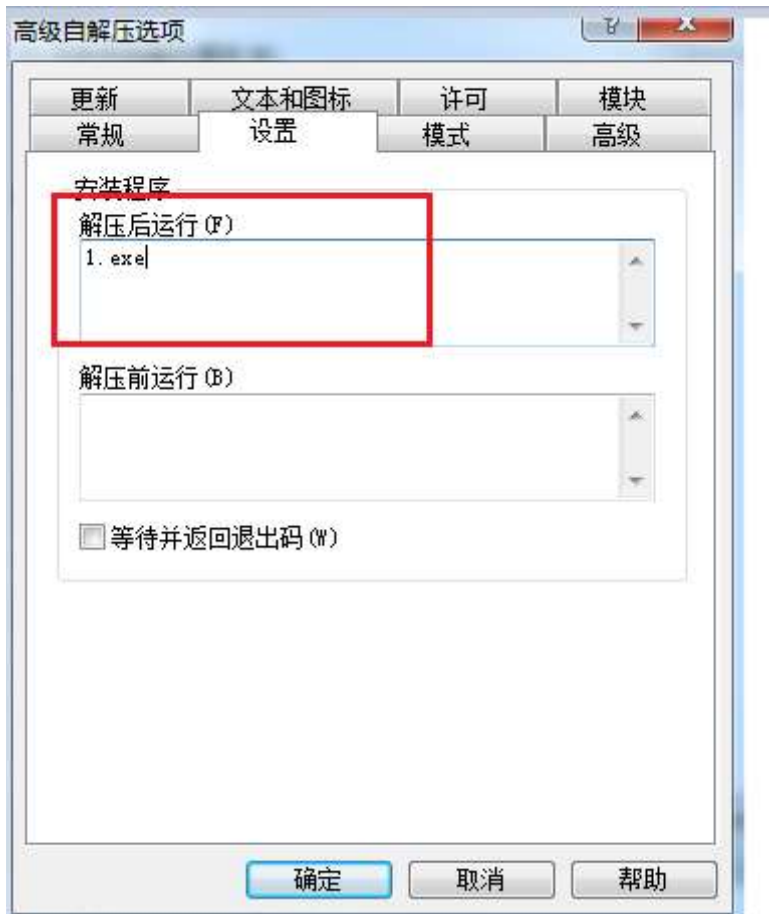 高级自解压选项
更新 文本和图标 许可 模块
常规 设置 模式 高级
安装程序
解压后运行(F)
1.exe
解压前运行(B)
等待并返回退出码(W)
确定 取消 帮助